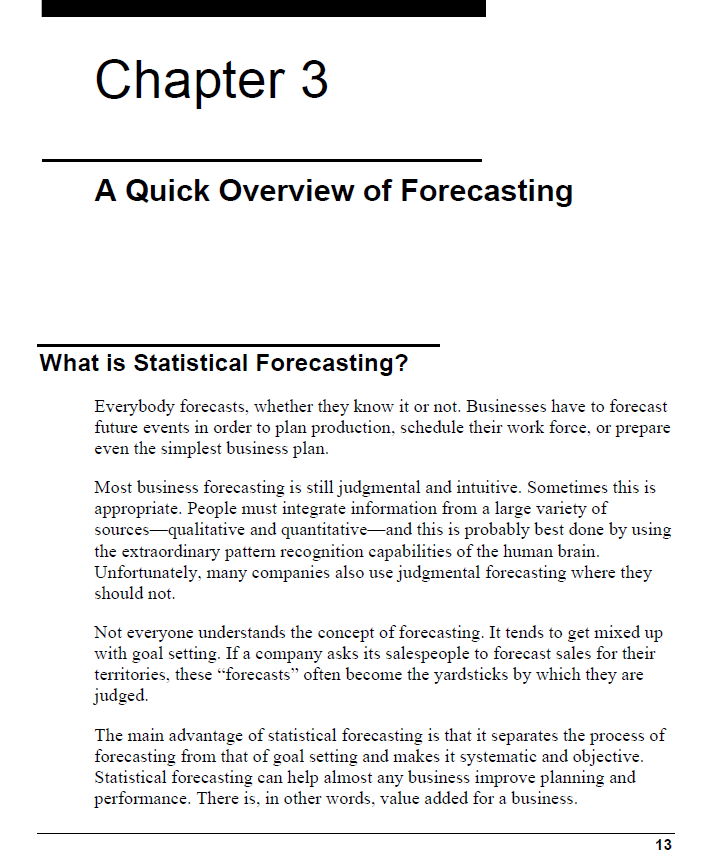 Chapter 3
A Quick Overview of Forecasting
What is Statistical Forecasting?
Everybody forecasts, whether they know it or not. Businesses have to forecast
future events in order to plan production, schedule their work force, or prepare
even the simplest business plan.
Most business forecasting is still judgmental and intuitive. Sometimes this is
appropriate. People must integrate information from a large variety of
sources—qualitative and quantitative—and this is probably best done by using
the extraordinary pattern recognition capabilities of the human brain.
Unfortunately, many companies also use judgmental forecasting where they
should not.
Not everyone understands the concept of forecasting. It tends to get mixed up
with goal setting. If a company asks its salespeople to forecast sales for their
territories, these “forecasts” often become the yardsticks by which they are
judged.
The main advantage of statistical forecasting is that it separates the process of
forecasting from that of goal setting and makes it systematic and objective.
Statistical forecasting can help almost any business improve planning and
performance. There is, in other words, value added for a business.
13